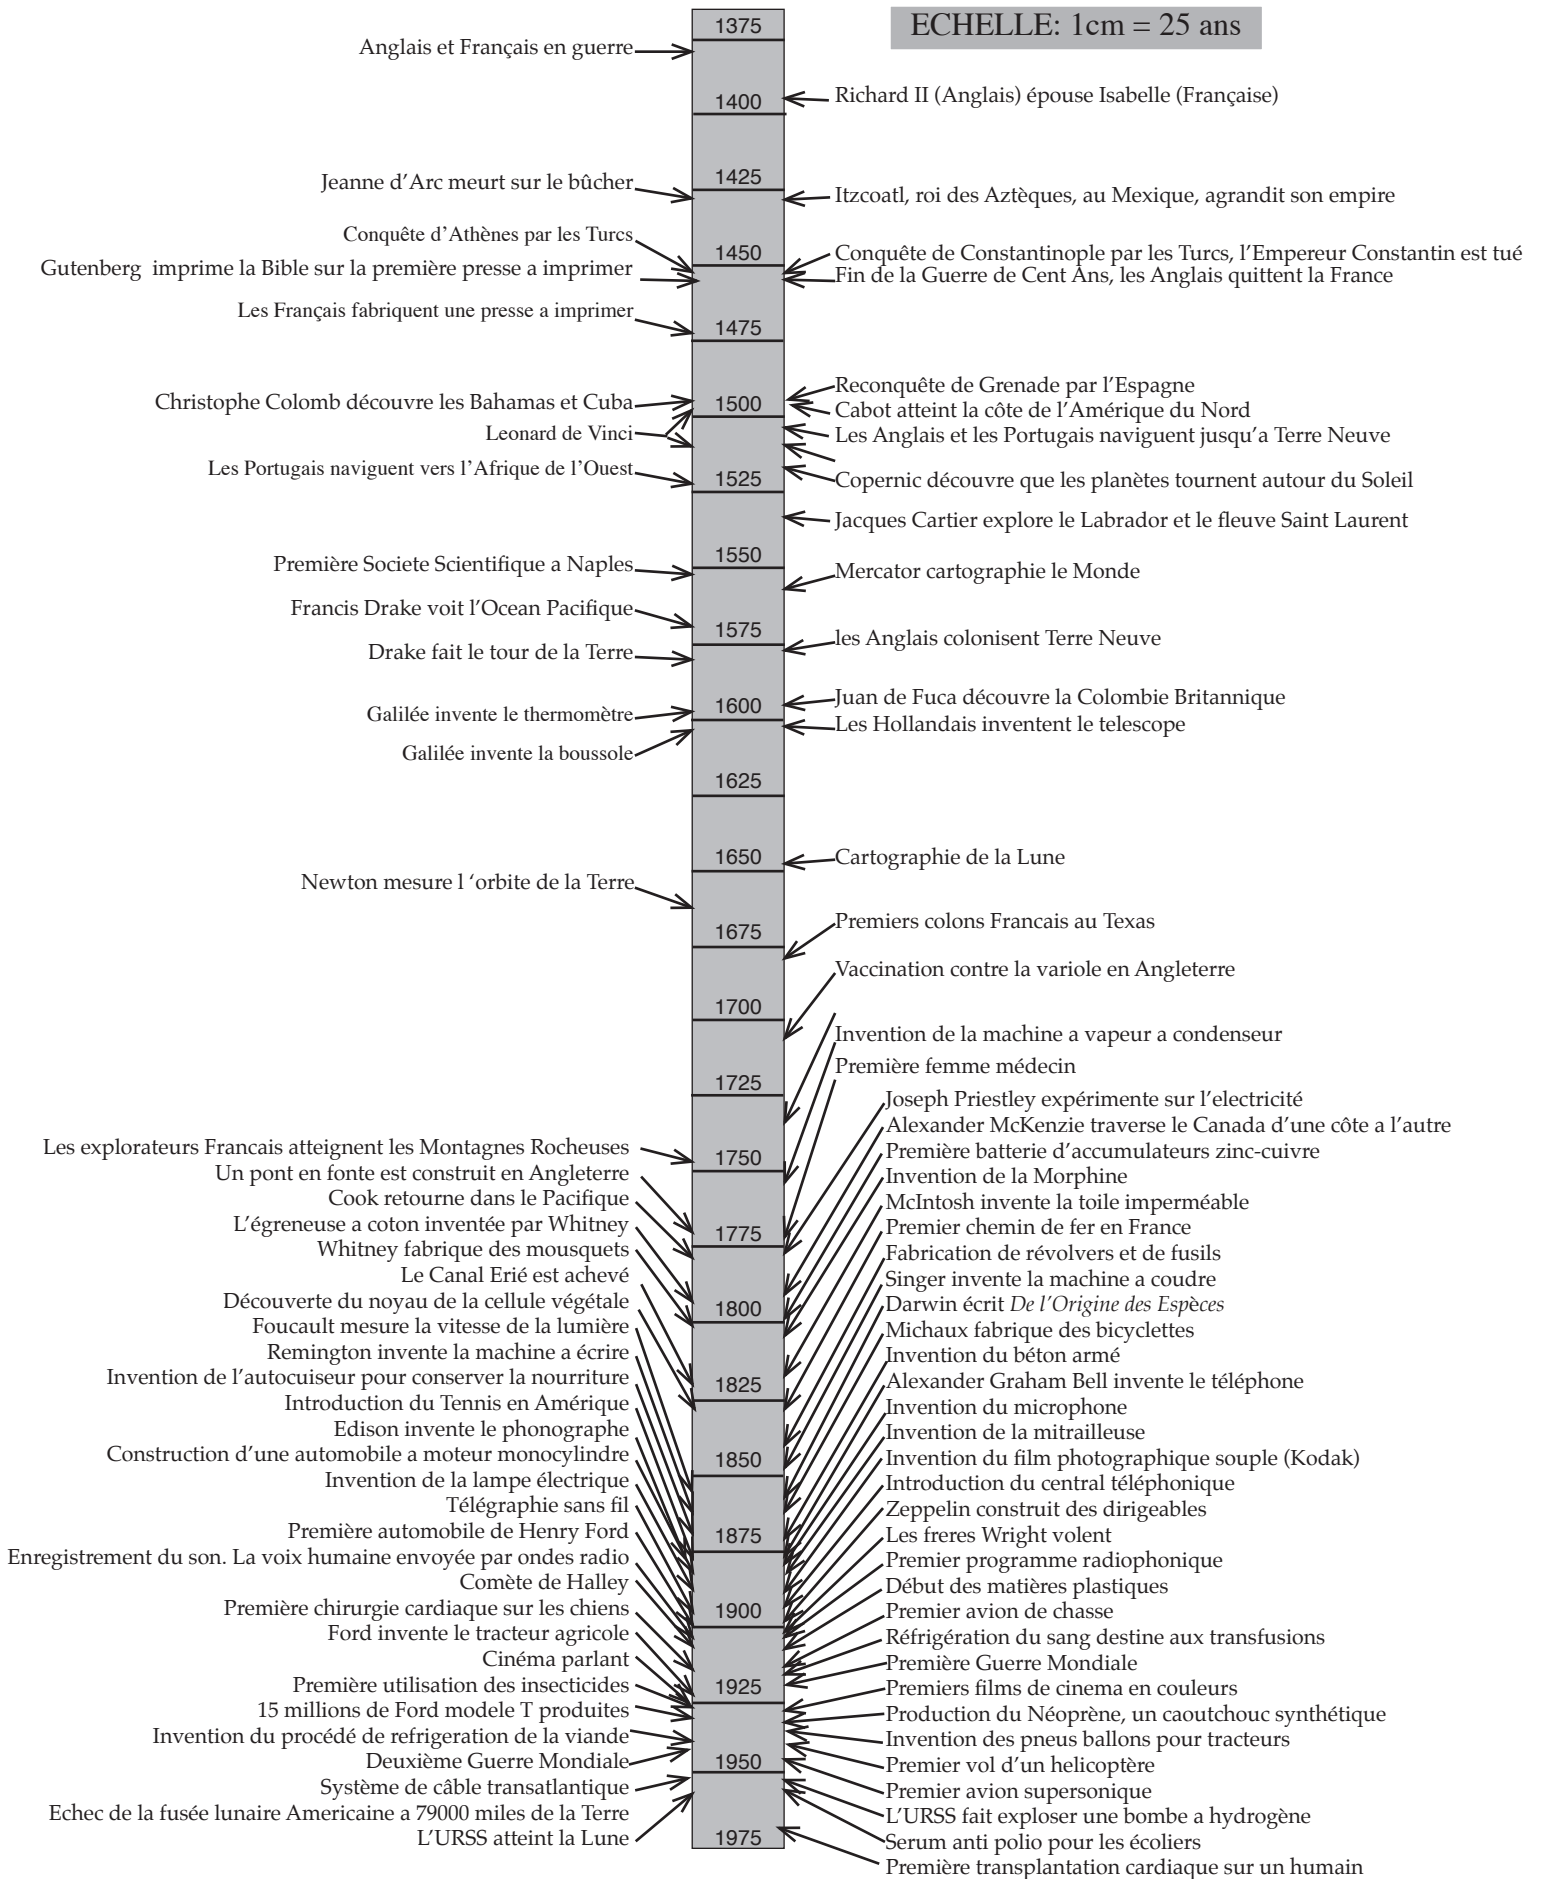 ECHELLE: 1cm = 25 ans
1375
Anglais et Français en guerre
Richard II (Anglais) épouse Isabelle (Française)
1400
1425
Jeanne d’Arc meurt sur le bûcher
Itzcoatl, roi des Aztèques, au Mexique, agrandit son empire
Conquête d’Athènes par les Turcs
1450
Conquête de Constantinople par les Turcs, l’Empereur Constantin est tué
Gutenberg imprime la Bible sur la première presse a imprimer
Fin de la Guerre de Cent Ans, les Anglais quittent la France
Les Français fabriquent une presse a imprimer
1475
Reconquête de Grenade par l’Espagne
Christophe Colomb découvre les Bahamas et Cuba
1500
Cabot atteint la côte de l’Amérique du Nord
Leonard de Vinci
Les Anglais et les Portugais naviguent jusqu’a Terre Neuve
Les Portugais naviguent vers l’Afrique de l’Ouest
1525
Copernic découvre que les planètes tournent autour du Soleil
Jacques Cartier explore le Labrador et le fleuve Saint Laurent
1550
Première Societe Scientifique a Naples
Mercator cartographie le Monde
Francis Drake voit l’Ocean Pacifique
1575
les Anglais colonisent Terre Neuve
Drake fait le tour de la Terre
Juan de Fuca découvre la Colombie Britannique
1600
Galilée invente le thermomètre
Les Hollandais inventent le telescope
Galilée invente la boussole
1625
1650
Cartographie de la Lune
Newton mesure l ‘orbite de la Terre
Premiers colons Francais au Texas
1675
Vaccination contre la variole en Angleterre
1700
Invention de la machine a vapeur a condenseur
Première femme médecin
1725
Joseph Priestley expérimente sur l’electricité
Alexander McKenzie traverse le Canada d’une côte a l’autre
Les explorateurs Francais atteignent les Montagnes Rocheuses
1750
Première batterie d’accumulateurs zinc-cuivre
Un pont en fonte est construit en Angleterre
Invention de la Morphine
Cook retourne dans le Pacifique
McIntosh invente la toile imperméable
L’égreneuse a coton inventée par Whitney
1775
Premier chemin de fer en France
Whitney fabrique des mousquets
Fabrication de révolvers et de fusils
Le Canal Erié est achevé
Singer invente la machine a coudre
Découverte du noyau de la cellule végétale
1800
Darwin écrit De l’Origine des Espèces
Foucault mesure la vitesse de la lumière
Michaux fabrique des bicyclettes
Remington invente la machine a écrire
Invention du béton armé
Invention de l’autocuiseur pour conserver la nourriture
1825
Alexander Graham Bell invente le téléphone
Introduction du Tennis en Amérique
Invention du microphone
Edison invente le phonographe
Invention de la mitrailleuse
Construction d’une automobile a moteur monocylindre
1850
Invention du film photographique souple (Kodak)
Invention de la lampe électrique
Introduction du central téléphonique
Télégraphie sans fil
Zeppelin construit des dirigeables
Première automobile de Henry Ford
1875
Les freres Wright volent
Enregistrement du son. La voix humaine envoyée par ondes radio
Premier programme radiophonique
Comète de Halley
Début des matières plastiques
Première chirurgie cardiaque sur les chiens
1900
Premier avion de chasse
Ford invente le tracteur agricole
Réfrigération du sang destine aux transfusions
Cinéma parlant
Première Guerre Mondiale
Première utilisation des insecticides
1925
Premiers films de cinema en couleurs
15 millions de Ford modele T produites
Production du Néoprène, un caoutchouc synthétique
Invention du procédé de refrigeration de la viande
Invention des pneus ballons pour tracteurs
Deuxième Guerre Mondiale
1950
Premier vol d’un helicoptère
Système de câble transatlantique
Premier avion supersonique
Echec de la fusée lunaire Americaine a 79000 miles de la Terre
L’URSS fait exploser une bombe a hydrogène
L’URSS atteint la Lune
1975
Serum anti polio pour les écoliers
Première transplantation cardiaque sur un humain